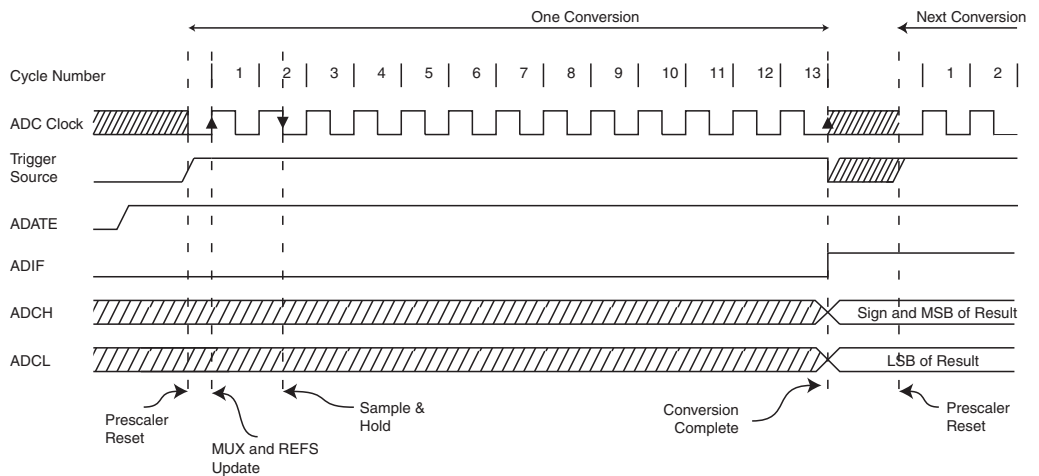 One Conversion
Next Conversion
Cycle Number
1 2 3 4 5 6 7 8 9 10 11 12 13 1 2
ADC Clock
Trigger
Source
ADATE
ADIF
ADCH
Sign and MSB of Result
ADCL
LSB of Result
Prescaler
Reset
MUX and REFS
Update
Sample &
Hold
Conversion
Complete
Prescaler
Reset